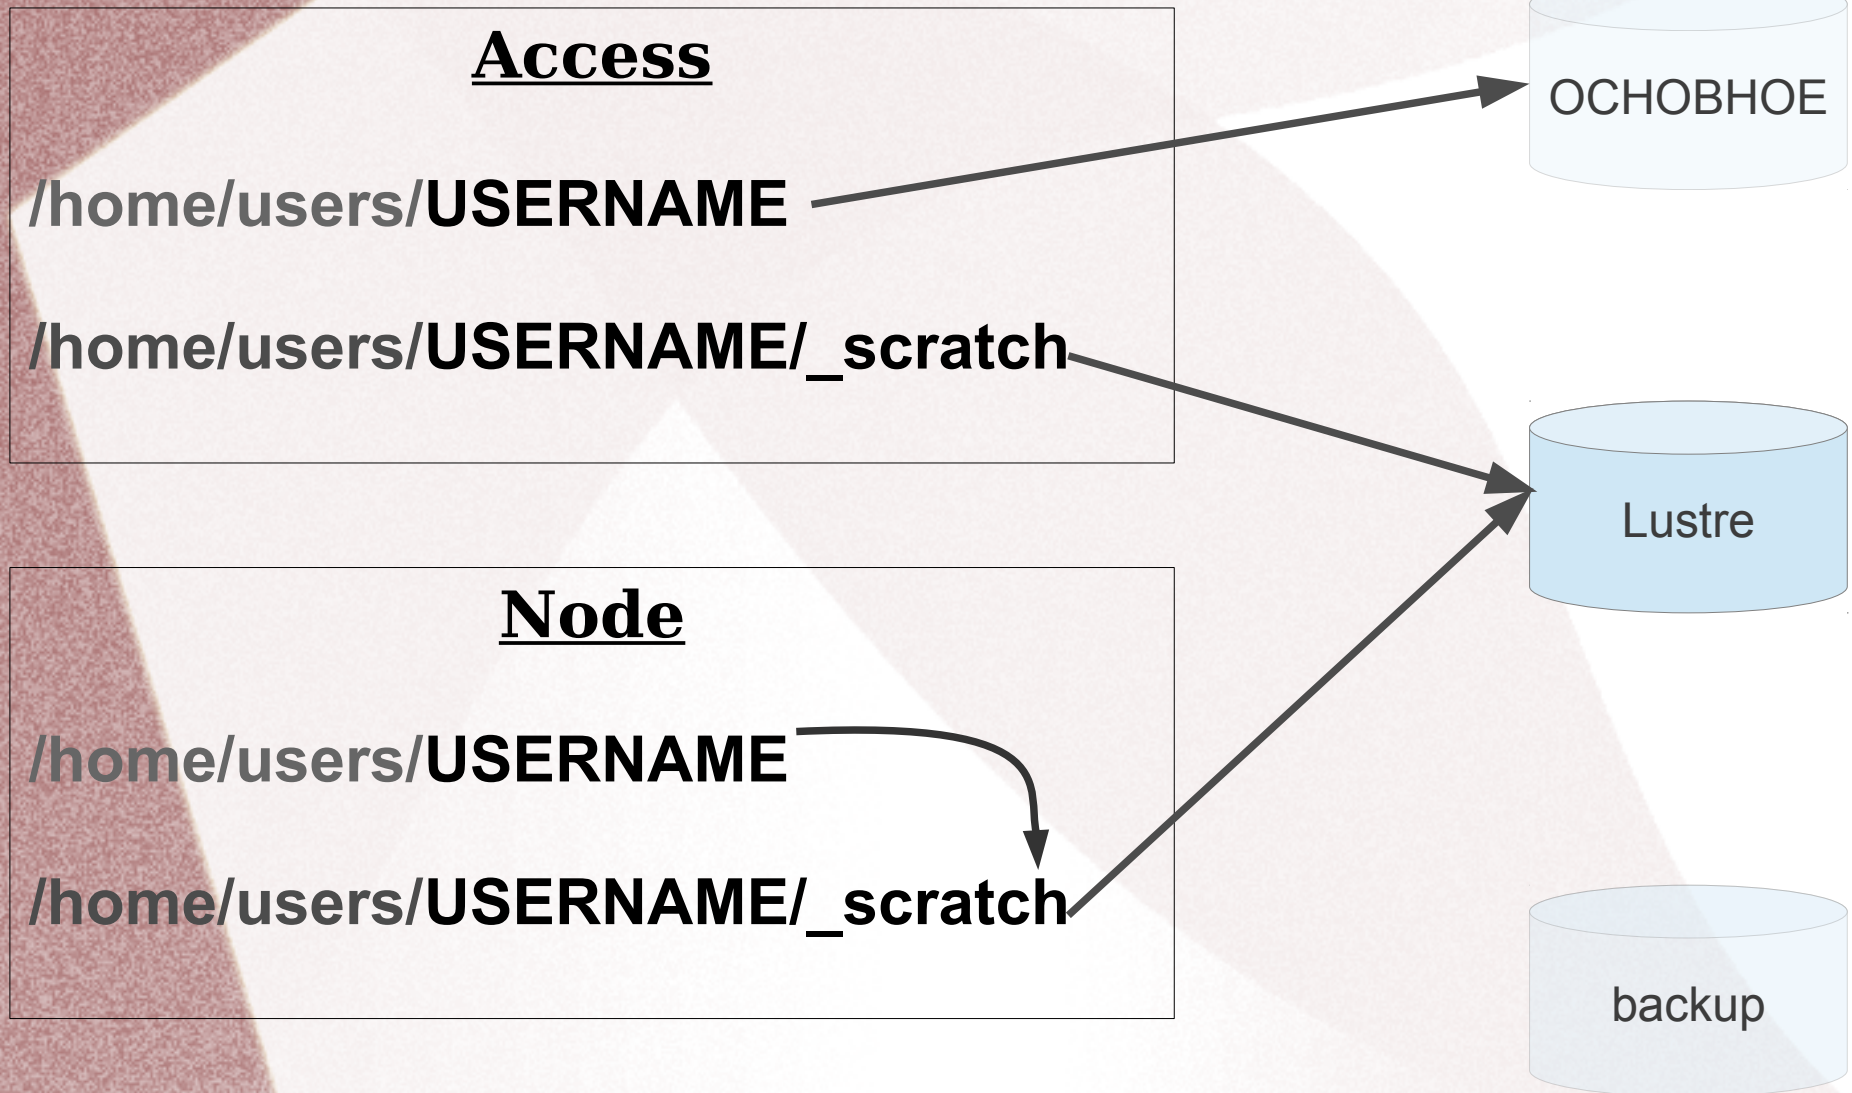 Access
OCHOBHOE
/home/users/USERNAME
/home/users/USERNAME/_scratch
Lustre
Node
/home/users/USERNAME
/home/users/USERNAME/_scratch
backup